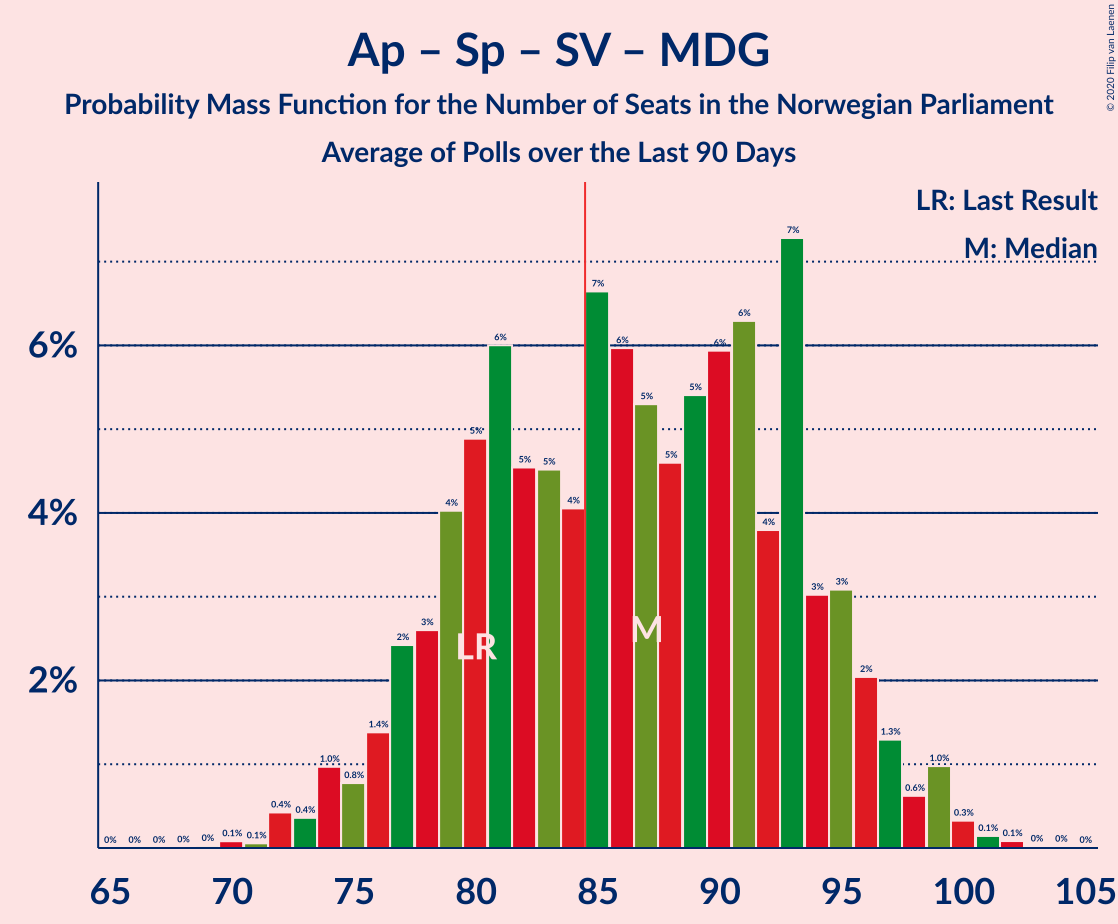 Ap – Sp – SV – MDG
Probability Mass Function for the Number of Seats in the Norwegian Parliament
Average of Polls over the Last 90 Days
© 2020 Filip van Laenen
LR: Last Result
M: Median
6%
4%
2%
0% 0% 0% 0% 0% 0.1% 0.1% 0.4% 0.4% 1.0% 0.8% 1.4% 2% 3% 4% 5% 6% 5% 5% 4% 7% 6% 5% 5% 5% 6% 6% 4% 7% 3% 3% 2% 1.3% 0.6% 1.0% 0.3% 0.1% 0.1% 0% 0% 0%
LR
M
65 70 75 80 85 90 95 100 105